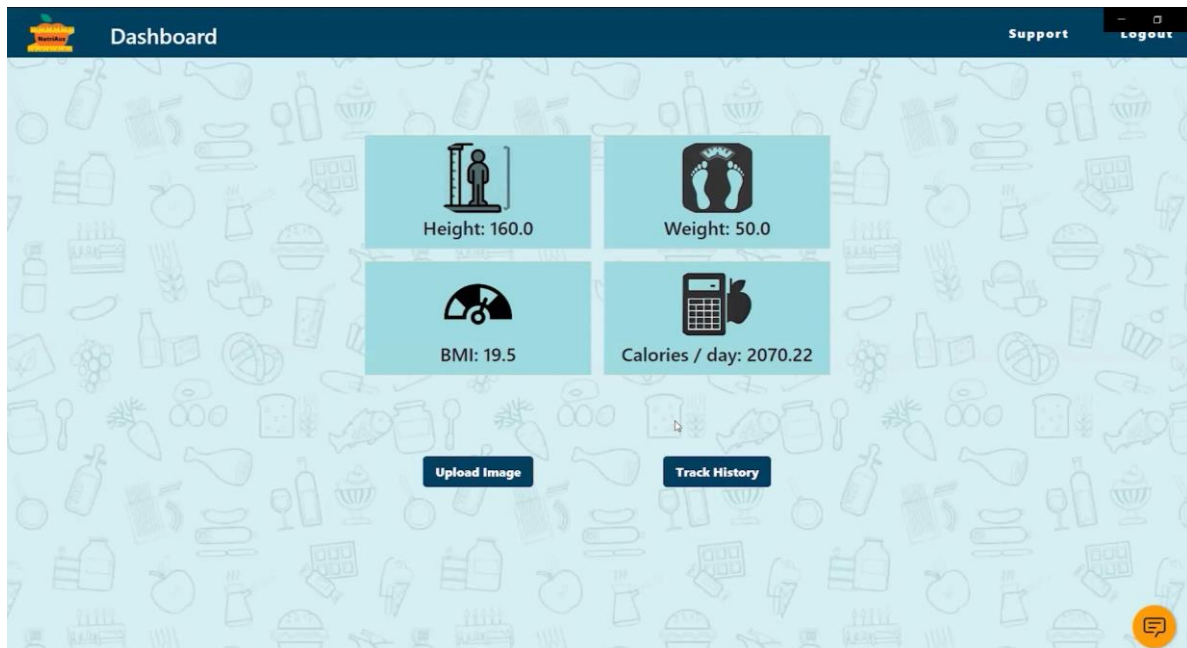 NutriAux
Dashboard
Support
Logout
Height: 160.0
Weight: 50.0
BMI: 19.5
Calories / day: 2070.22
Upload Image
Track History